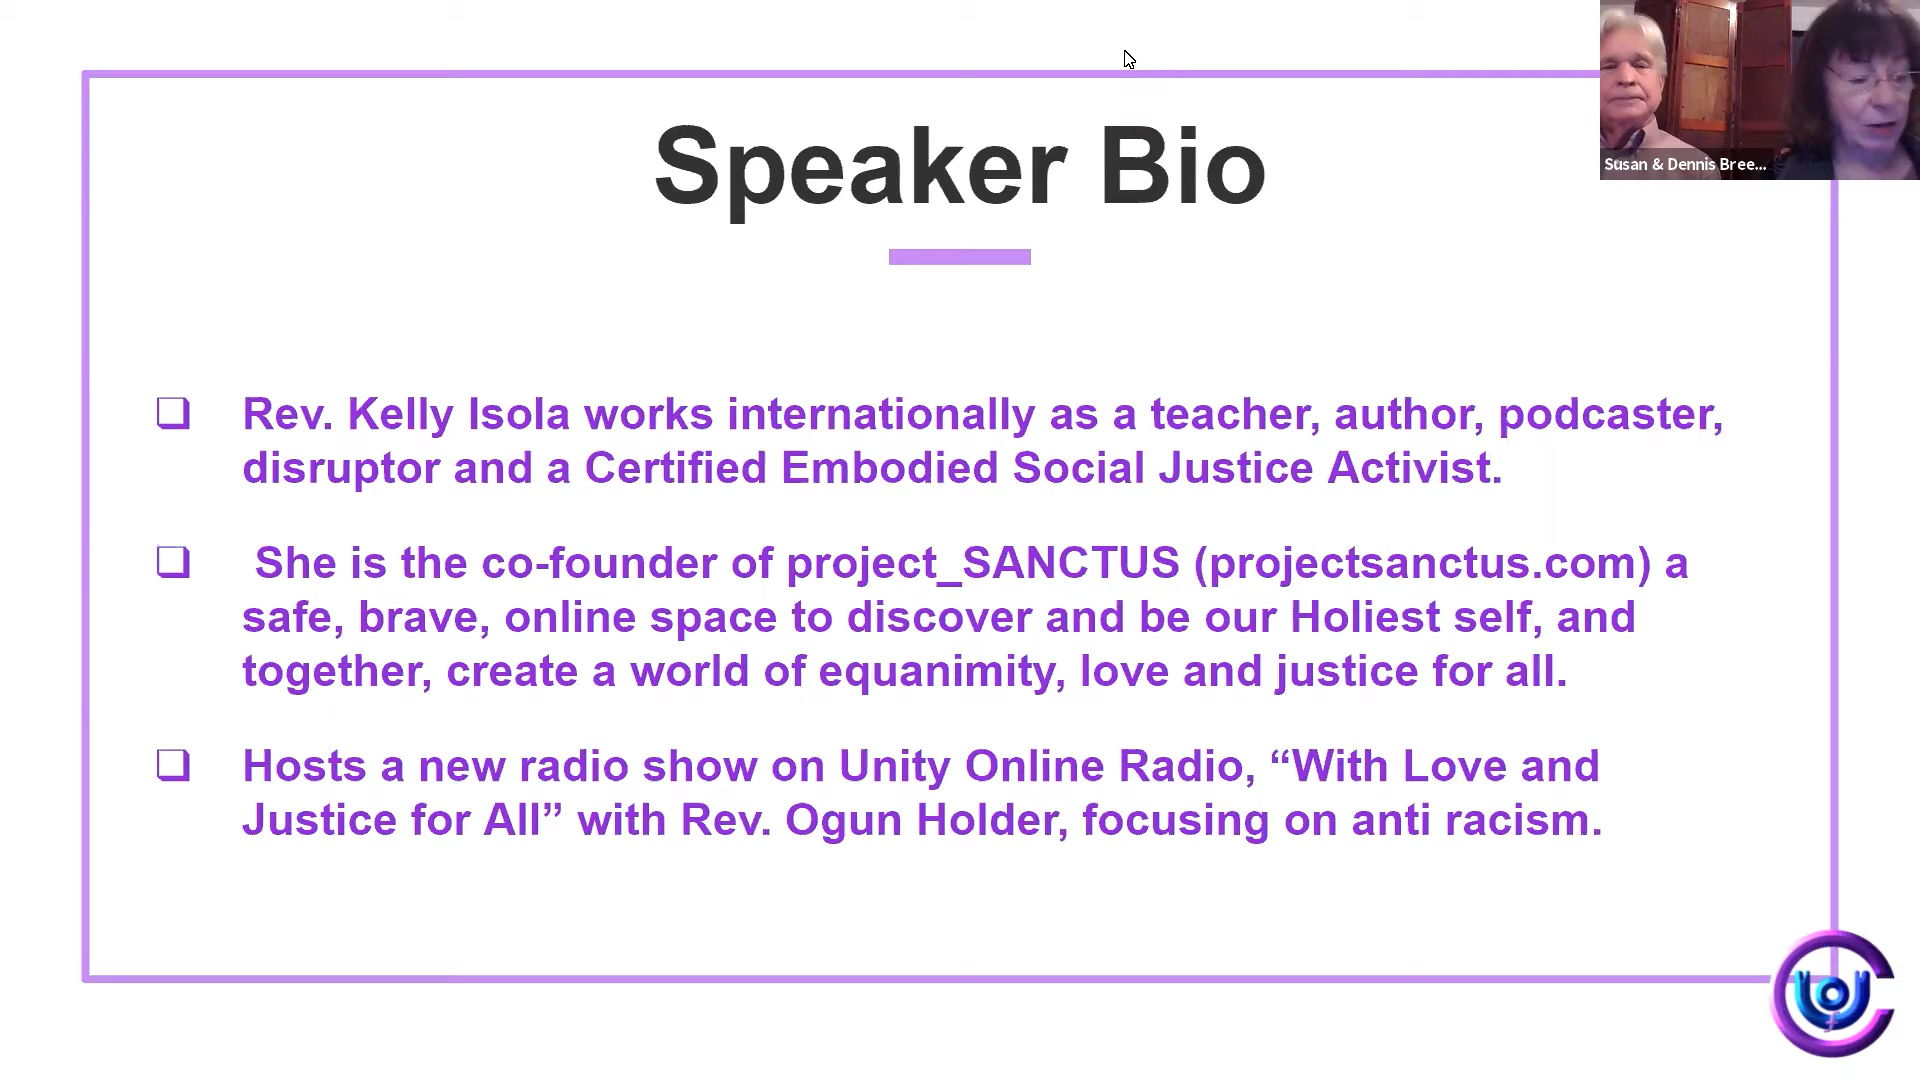 Speaker Bio
Susan & Dennis Bree...
❏ Rev. Kelly Isola works internationally as a teacher, author, podcaster,
disruptor and a Certified Embodied Social Justice Activist.
❏ She is the co-founder of project_SANCTUS (projectsanctus.com) a
safe, brave, online space to discover and be our Holiest self, and
together, create a world of equanimity, love and justice for all.
❏ Hosts a new radio show on Unity Online Radio, “With Love and
Justice for All” with Rev. Ogun Holder, focusing on anti racism.